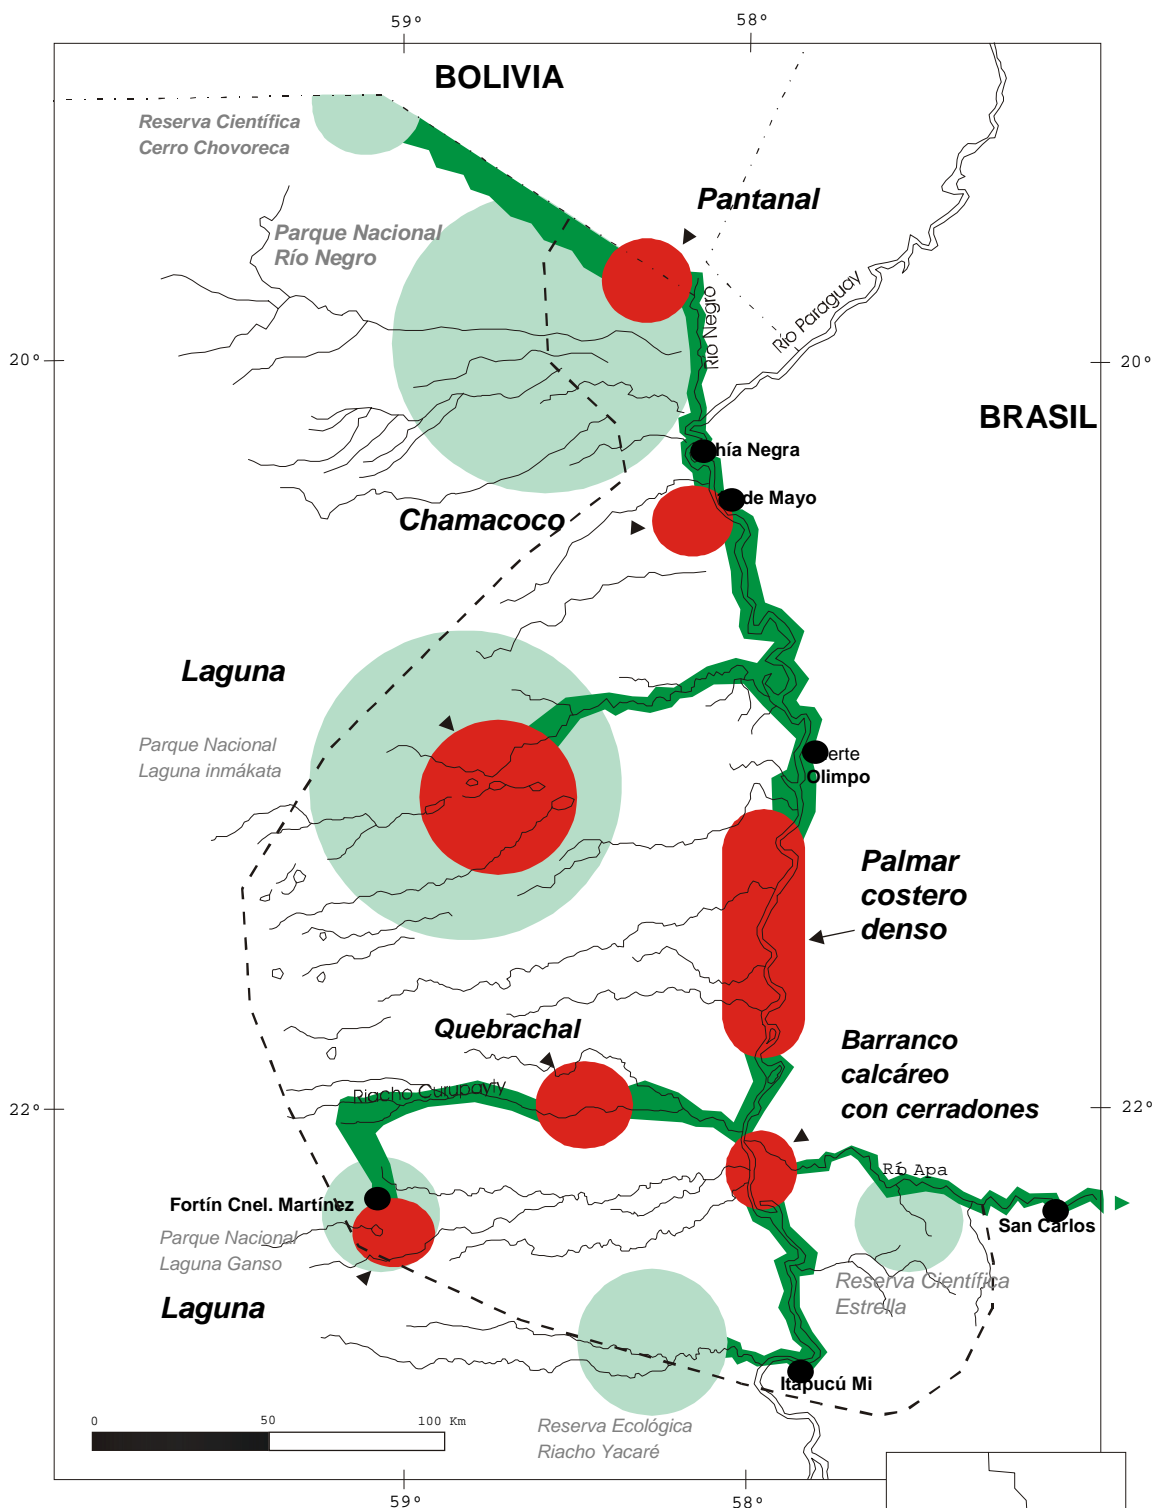 59°
58°
BOLIVIA
Reserva Científica
Cerro Chovoreca
Pantanal
Parque Nacional
Río Negro
Río Negro
Río Paraguay
20°
20°
BRASIL
hía Negra
de Mayo
Chamacoco
Laguna
Parque Nacional
Laguna inmákata
erte
Olimpo
Palmar
costero
denso
Quebrachal
Barranco
calcáreo
con cerradones
Riacho Curupayty
22°
22°
Río Apa
Fortín Cnel. Martínez
San Carlos
Parque Nacional
Laguna Ganso
Laguna
Reserva Científica
Estrella
Itapucú Mi
0 50 100 Km
Reserva Ecológica
Riacho Yacaré
59°
58°